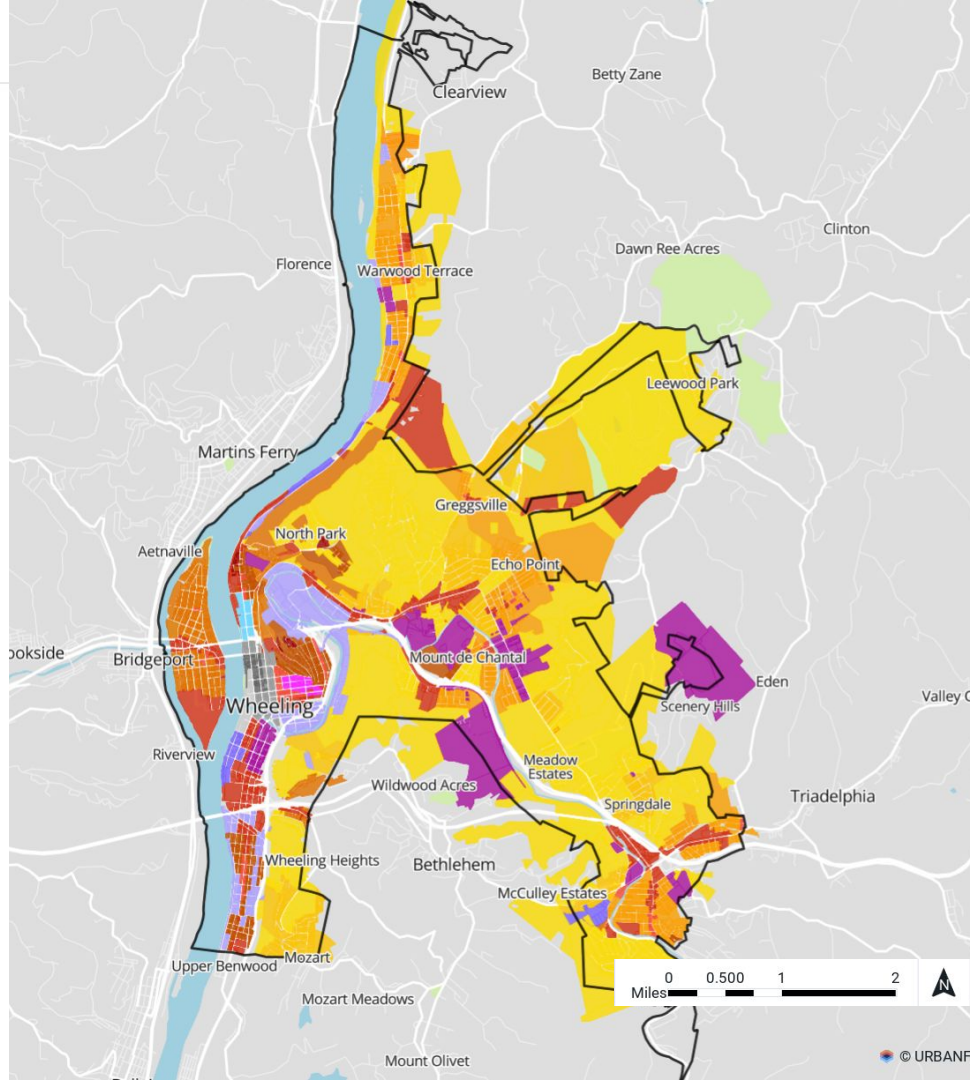 Betty Zane
Clearview
Clinton
Dawn Ree Acres
Florence
Warwood Terrace
Leewood Park
Martins Ferry
Greggsville
North Park
Aetnaville
Echo Point
ookside
Bridgeport
Mount de Chantal
Eden
Valley
Wheeling
Scenery Hills
Riverview
Meadow
Estates
Wildwood Acres
Triadelphia
Springdale
Wheeling Heights
Bethlehem
McCulley Estates
Mozart
Upper Benwood
0 0.500 1 2
Miles
N
Mozart Meadows
Mount Olivet
© URBANF